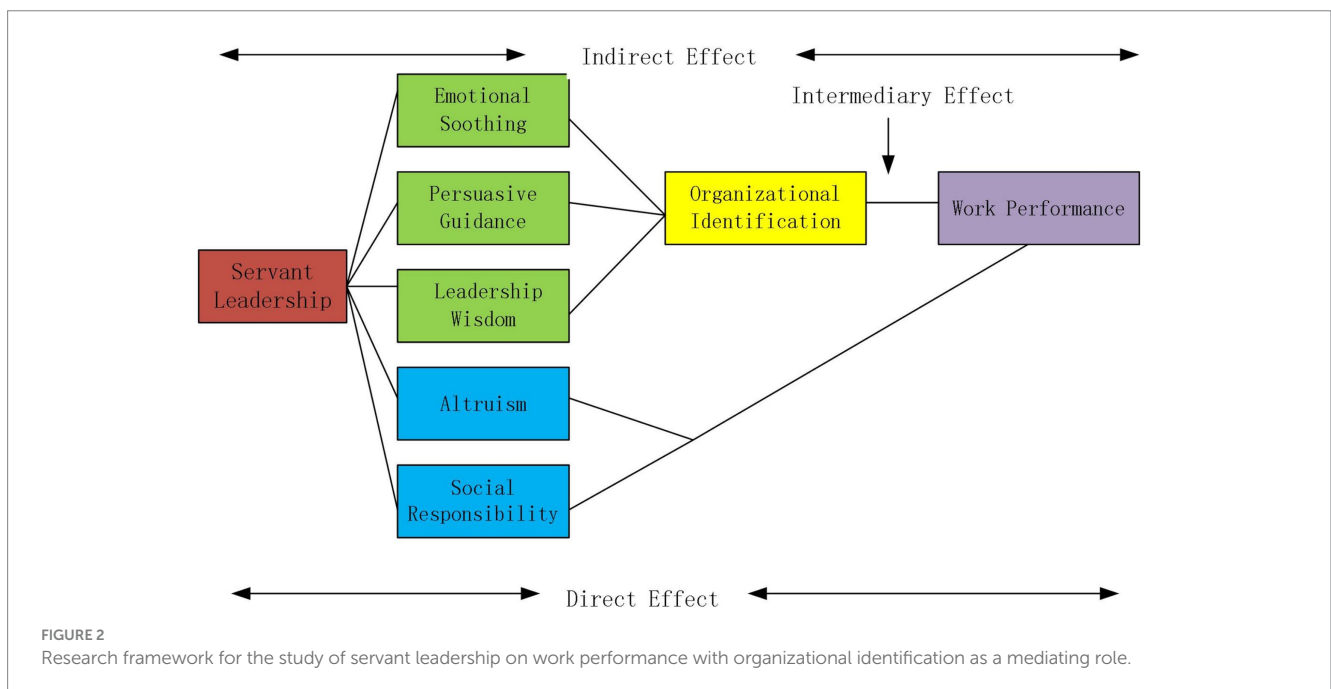 Indirect Effect
Intermediary Effect
Emotional
Soothing
Persuasive
Guidance
Organizational
Identification
Work Performance
Servant
Leadership
Leadership
Wisdom
Altruism
Social
Responsibility
Direct Effect
FIGURE 2
Research framework for the study of servant leadership on work performance with organizational identification as a mediating role.